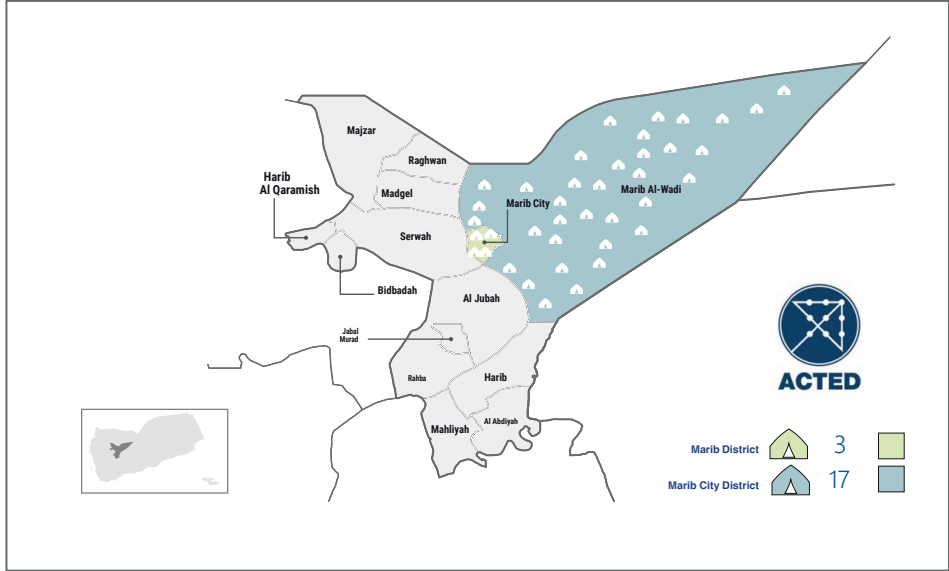 Majzar
Raghwan
Harib
Al Qaramish
Madgel
Marib Al-Wadi
Marib City
Serwah
Bidbadah
Al Jubah
Jabal
Murad
Rahba
Harib
ACTED
Al Abdiyah
Mahliyah
Marib District 3
Marib City District 17